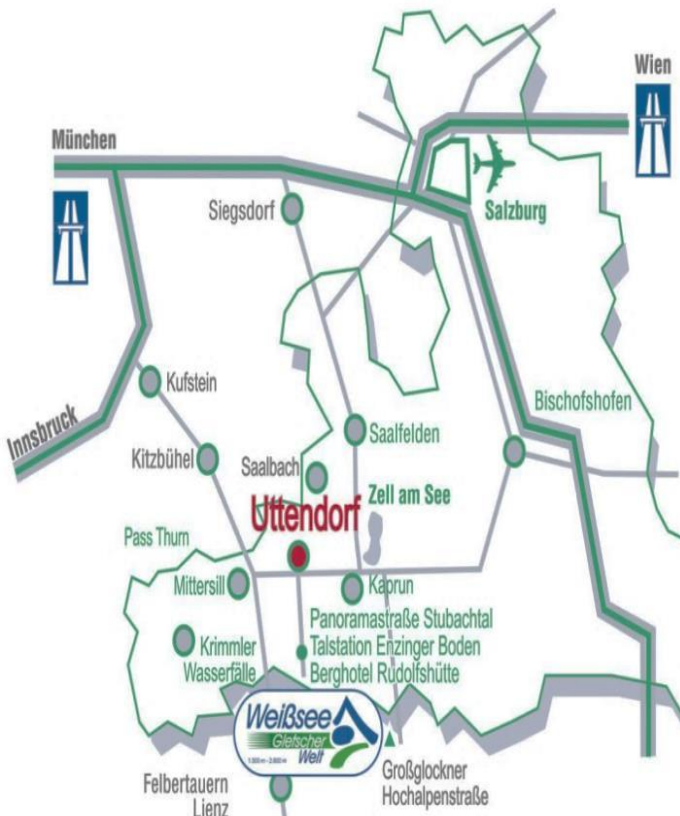 Wien
München
Siegsdorf
Salzburg
Kufstein
Innsbruck
Bischofshofen
Saalfelden
Kitzbühel
Saalbach
Zell am See
Uttendorf
Pass Thurn
Mittersill
Kaprun
Panoramastraße Stubachtal
Talstation Enzinger Boden
Berghotel Rudolfshütte
Krimmler
Wasserfälle
Weißsee
Gletscher
Welt
Großglockner
Hochalpenstraße
Felbertauern
Lienz